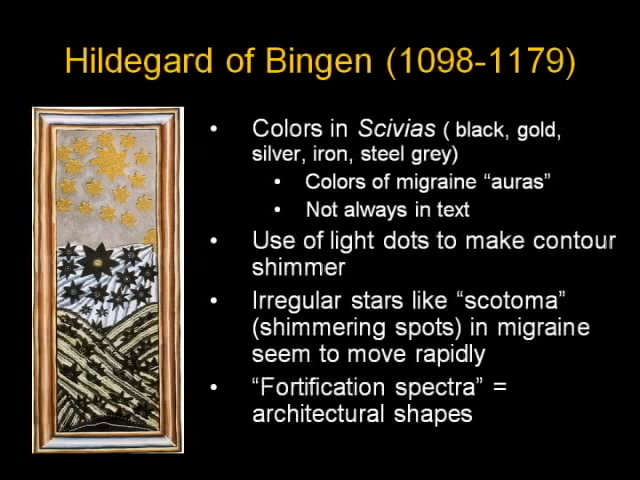 Hildegard of Bingen (1098-1179)
• Colors in Scivias ( black, gold,
silver, iron, steel grey)
• Colors of migraine “auras”
• Not always in text
• Use of light dots to make contour
shimmer
• Irregular stars like “scotoma”
(shimmering spots) in migraine
seem to move rapidly
• “Fortification spectra” =
architectural shapes